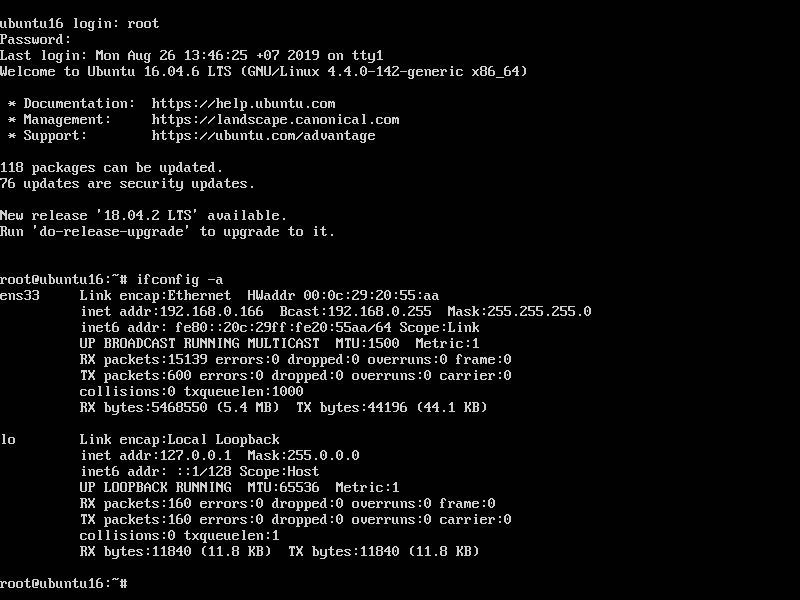 ubuntu16 login: root
Password:
Last login: Mon Aug 26 13:46:25 +07 2019 on tty1
Welcome to Ubuntu 16.04.6 LTS (GNU/Linux 4.4.0-142-generic x86_64)
 * Documentation:  https://help.ubuntu.com
 * Management:     https://landscape.canonical.com
 * Support:        https://ubuntu.com/advantage
118 packages can be updated.
76 updates are security updates.
New release '18.04.2 LTS' available.
Run 'do-release-upgrade' to upgrade to it.
root@ubuntu16:~# ifconfig -a
ens33     Link encap:Ethernet  HWaddr 00:0c:29:20:55:aa
          inet addr:192.168.0.166  Bcast:192.168.0.255  Mask:255.255.255.0
          inet6 addr: fe80::20c:29ff:fe20:55aa/64 Scope:Link
          UP BROADCAST RUNNING MULTICAST  MTU:1500  Metric:1
          RX packets:15139 errors:0 dropped:0 overruns:0 frame:0
          TX packets:600 errors:0 dropped:0 overruns:0 carrier:0
          collisions:0 txqueuelen:1000
          RX bytes:5468550 (5.4 MB)  TX bytes:44196 (44.1 KB)
lo        Link encap:Local Loopback
          inet addr:127.0.0.1  Mask:255.0.0.0
          inet6 addr: ::1/128 Scope:Host
          UP LOOPBACK RUNNING  MTU:65536  Metric:1
          RX packets:160 errors:0 dropped:0 overruns:0 frame:0
          TX packets:160 errors:0 dropped:0 overruns:0 carrier:0
          collisions:0 txqueuelen:1
          RX bytes:11840 (11.8 KB)  TX bytes:11840 (11.8 KB)
root@ubuntu16:~#